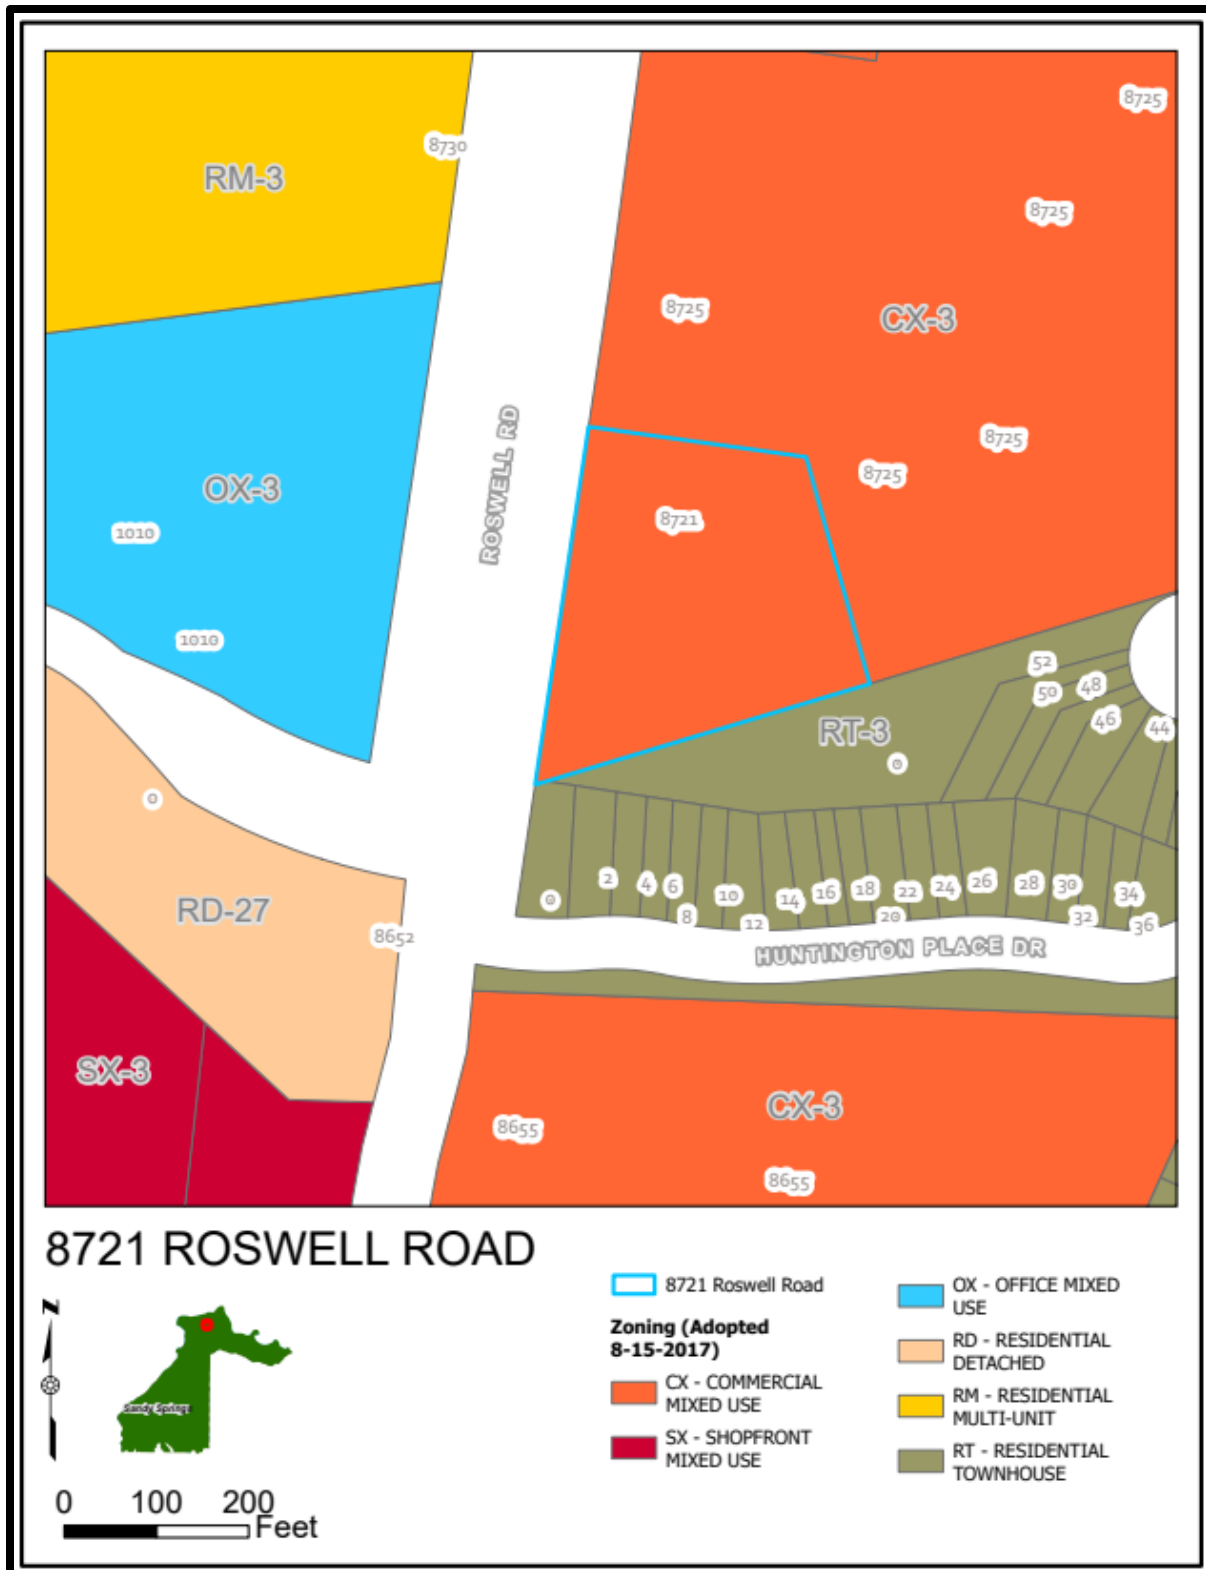 8725
8730
RM-3
8725
8725
CX-3
8725
8725
ROSWELL RD
OX-3
8721
1010
1010
52
50
48
46
44
RT-3
0
0
2
4
6
8
10
12
14
16
18
20
22
24
26
28
30
32
34
36
0
RD-27
8652
HUNTINGTON PLACE DR
SX-3
CX-3
8655
8655
8721 ROSWELL ROAD
N
Sandy Springs
0 100 200
Feet
8721 Roswell Road
Zoning (Adopted
8-15-2017)
CX - COMMERCIAL
MIXED USE
SX - SHOPFRONT
MIXED USE
OX - OFFICE MIXED
USE
RD - RESIDENTIAL
DETACHED
RM - RESIDENTIAL
MULTI-UNIT
RT - RESIDENTIAL
TOWNHOUSE